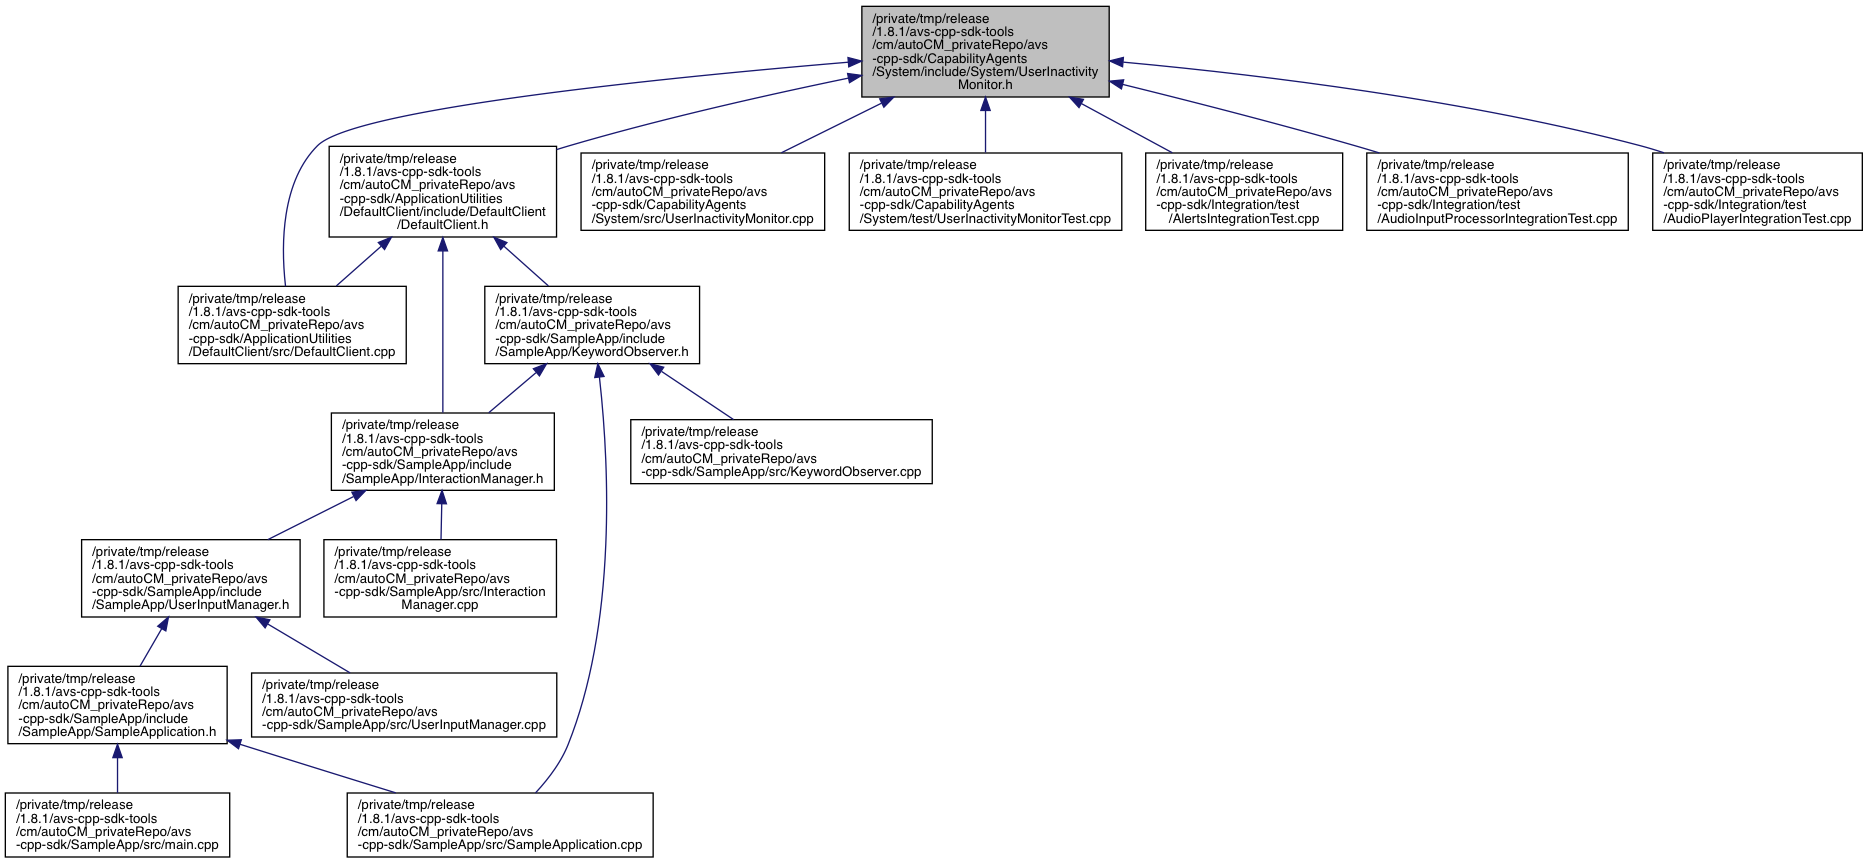 /private/tmp/release
/1.8.1/avs-cpp-sdk-tools
/cm/autoCM_privateRepo/avs
-cpp-sdk/CapabilityAgents
/System/include/System/UserInactivity
Monitor.h
/private/tmp/release
/1.8.1/avs-cpp-sdk-tools
/cm/autoCM_privateRepo/avs
-cpp-sdk/ApplicationUtilities
/DefaultClient/include/DefaultClient
/DefaultClient.h
/private/tmp/release
/1.8.1/avs-cpp-sdk-tools
/cm/autoCM_privateRepo/avs
-cpp-sdk/CapabilityAgents
/System/src/UserInactivityMonitor.cpp
/private/tmp/release
/1.8.1/avs-cpp-sdk-tools
/cm/autoCM_privateRepo/avs
-cpp-sdk/CapabilityAgents
/System/test/UserInactivityMonitorTest.cpp
/private/tmp/release
/1.8.1/avs-cpp-sdk-tools
/cm/autoCM_privateRepo/avs
-cpp-sdk/Integration/test
/AlertsIntegrationTest.cpp
/private/tmp/release
/1.8.1/avs-cpp-sdk-tools
/cm/autoCM_privateRepo/avs
-cpp-sdk/Integration/test
/AudioInputProcessorIntegrationTest.cpp
/private/tmp/release
/1.8.1/avs-cpp-sdk-tools
/cm/autoCM_privateRepo/avs
-cpp-sdk/Integration/test
/AudioPlayerIntegrationTest.cpp
/private/tmp/release
/1.8.1/avs-cpp-sdk-tools
/cm/autoCM_privateRepo/avs
-cpp-sdk/ApplicationUtilities
/DefaultClient/src/DefaultClient.cpp
/private/tmp/release
/1.8.1/avs-cpp-sdk-tools
/cm/autoCM_privateRepo/avs
-cpp-sdk/SampleApp/include
/SampleApp/KeywordObserver.h
/private/tmp/release
/1.8.1/avs-cpp-sdk-tools
/cm/autoCM_privateRepo/avs
-cpp-sdk/SampleApp/include
/SampleApp/InteractionManager.h
/private/tmp/release
/1.8.1/avs-cpp-sdk-tools
/cm/autoCM_privateRepo/avs
-cpp-sdk/SampleApp/src/KeywordObserver.cpp
/private/tmp/release
/1.8.1/avs-cpp-sdk-tools
/cm/autoCM_privateRepo/avs
-cpp-sdk/SampleApp/include
/SampleApp/UserInputManager.h
/private/tmp/release
/1.8.1/avs-cpp-sdk-tools
/cm/autoCM_privateRepo/avs
-cpp-sdk/SampleApp/src/Interaction
Manager.cpp
/private/tmp/release
/1.8.1/avs-cpp-sdk-tools
/cm/autoCM_privateRepo/avs
-cpp-sdk/SampleApp/include
/SampleApp/SampleApplication.h
/private/tmp/release
/1.8.1/avs-cpp-sdk-tools
/cm/autoCM_privateRepo/avs
-cpp-sdk/SampleApp/src/UserInputManager.cpp
/private/tmp/release
/1.8.1/avs-cpp-sdk-tools
/cm/autoCM_privateRepo/avs
-cpp-sdk/SampleApp/src/main.cpp
/private/tmp/release
/1.8.1/avs-cpp-sdk-tools
/cm/autoCM_privateRepo/avs
-cpp-sdk/SampleApp/src/SampleApplication.cpp